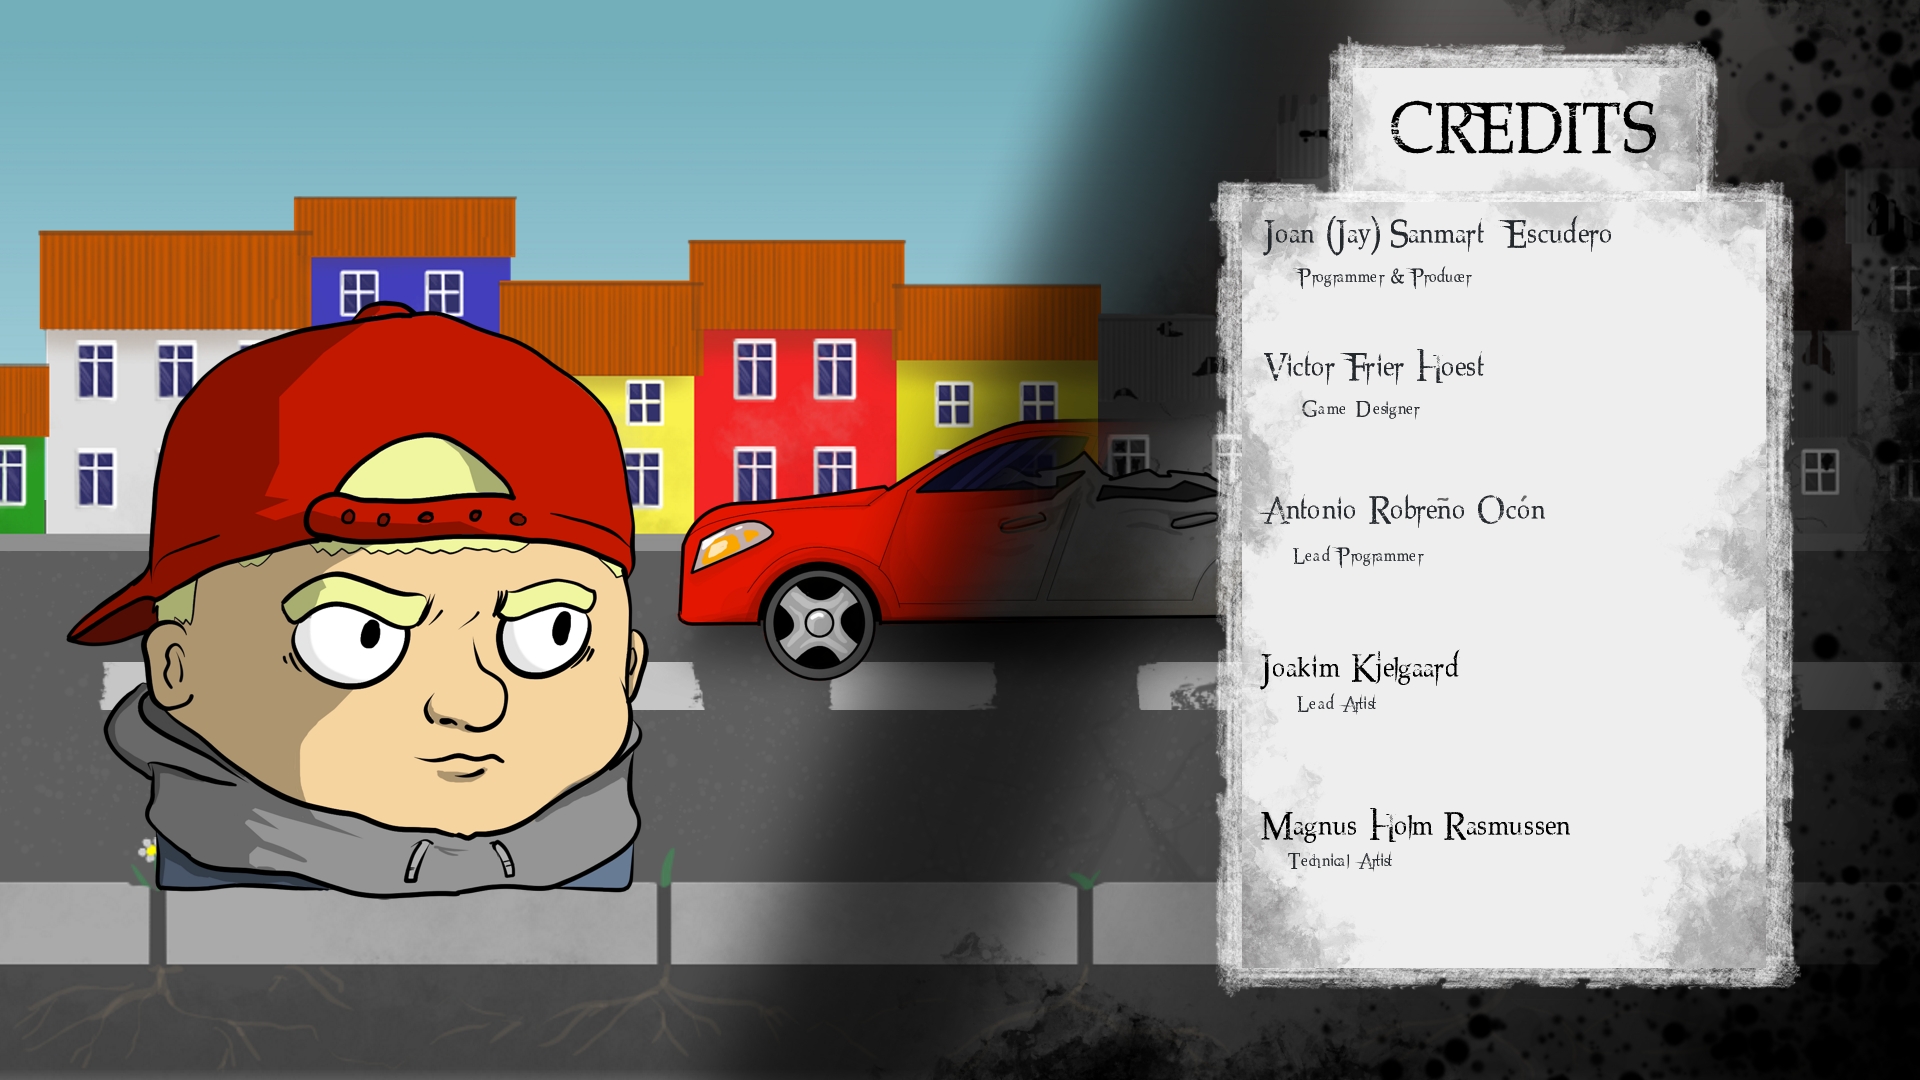 CREDITS
Joan (Jay) Sanmart Escudero
Programmer & Producer
Victor Frier Hoest
Game Designer
Antonio Robreño Ocón
Lead Programmer
Joakim Kjelgaard
Lead Artist
Magnus Holm Rasmussen
Technical Artist